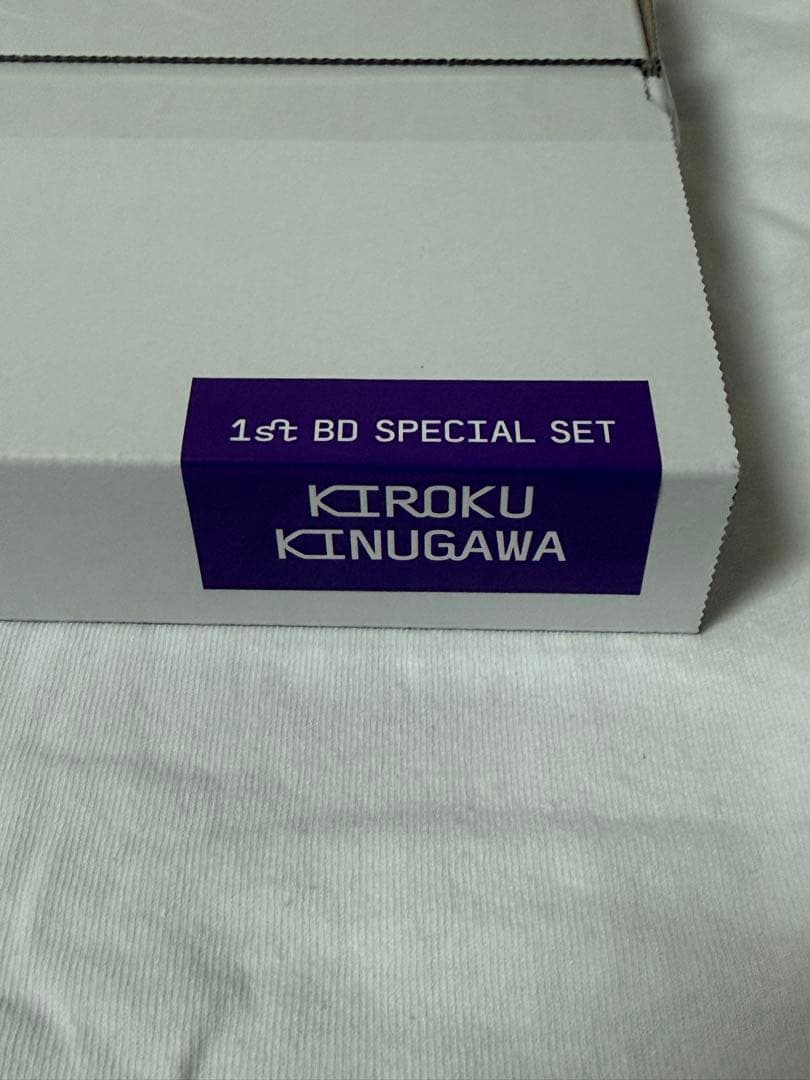 1st BD SPECIAL SET
KIROKU
KINUGAWA